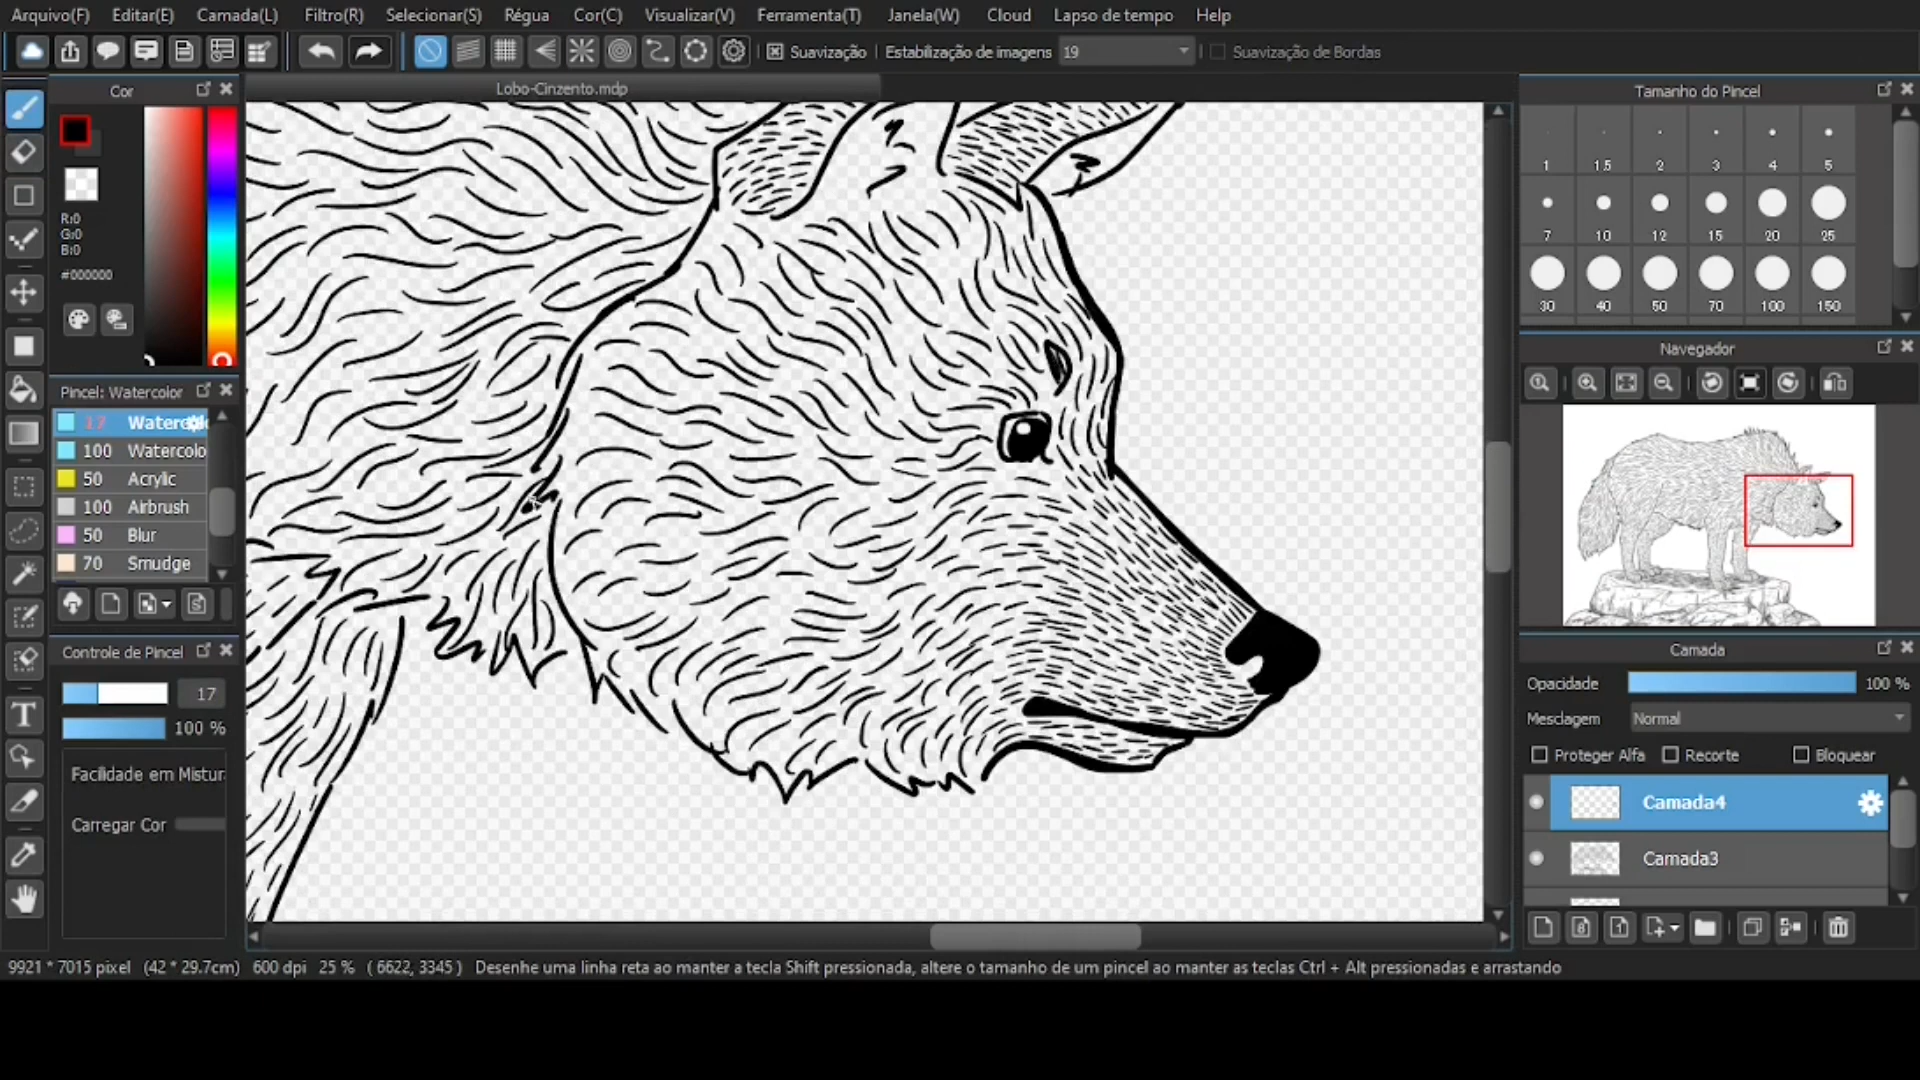 Arquivo(F) Editar(E) Camada(L) Filtro(R) Selecionar(S) Régua Cor(C) Visualizar(V) Ferramenta(T) Janela(W) Cloud Lapso de tempo Help
Suavização Estabilização de imagens 19 Suavização de Bordas
Cor
Lobo-Cinzento.mdp
Tamanho do Pincel
R:0
G:0
B:0
#000000
1 1.5 2 3 4 5
7 10 12 15 20 25
30 40 50 70 100 150
Navegador
Pincel: Watercolor
17 Waterc
100 Watercolo
50 Acrylic
100 Airbrush
50 Blur
70 Smudge
Controle de Pincel
17
100 %
Facilidade em Mistur
Carregar Cor
Camada
Opacidade 100 %
Mesclagem Normal
Proteger Alfa Recorte Bloquear
Camada4
Camada3
9921 * 7015 pixel (42 * 29.7cm) 600 dpi 25 % ( 6622, 3345 ) Desenhe uma linha reta ao manter a tecla Shift pressionada, altere o tamanho de um pincel ao manter as teclas Ctrl + Alt pressionadas e arrastando